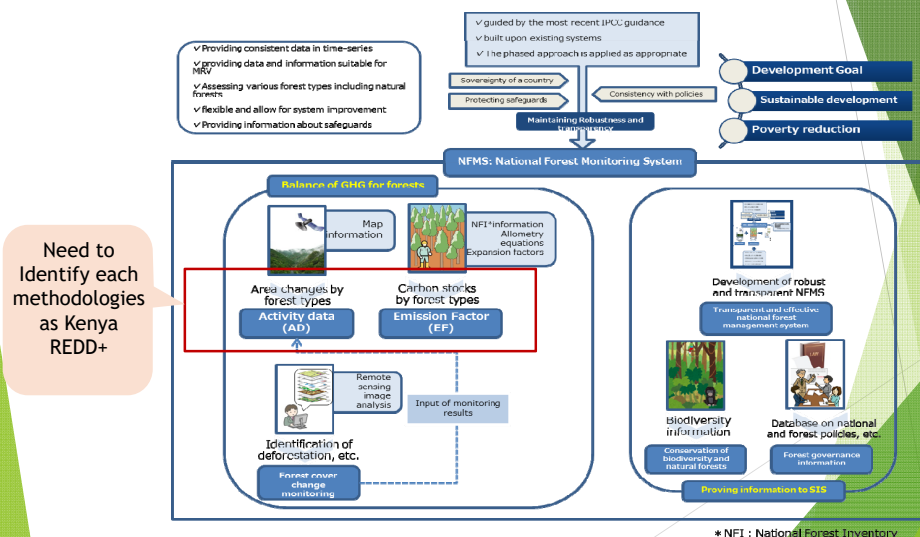 ✓Providing consistent data in time-series
✓providing data and information suitable for
MRV
✓Assessing various forest types including natural
forests
✓flexible and allow for system improvement
✓Providing information about safeguards
✓guided by the most recent IPCC guidance
✓ built upon existing systems
✓ The phased approach is applied as appropriate
Sovereignty of a country
Protecting safeguards
Consistency with policies
Maintaining Robustness and
transparency
Development Goal
Sustainable development
Poverty reduction
NFMS: National Forest Monitoring System
Balance of GHG for forests
Map
information
NFI*information
Allometry
equations
Expansion factors
Need to
Identify each
methodologies
as Kenya
REDD+
Area changes by
forest types
Activity data
(AD)
Carbon stocks
by forest types
Emission Factor
(EF)
Remote
sensing
image
analysis
Input of monitoring
results
Identification of
deforestation, etc.
Forest cover
change
monitoring
Development of robust
and transparent NFMS
Transparent and effective
national forest
management system
LAW
Biodiversity
information
Conservation of
biodiversity and
natural forests
Database on national
and forest policies, etc.
Forest governance
information
Proving information to SIS
* NFI : National Forest Inventory